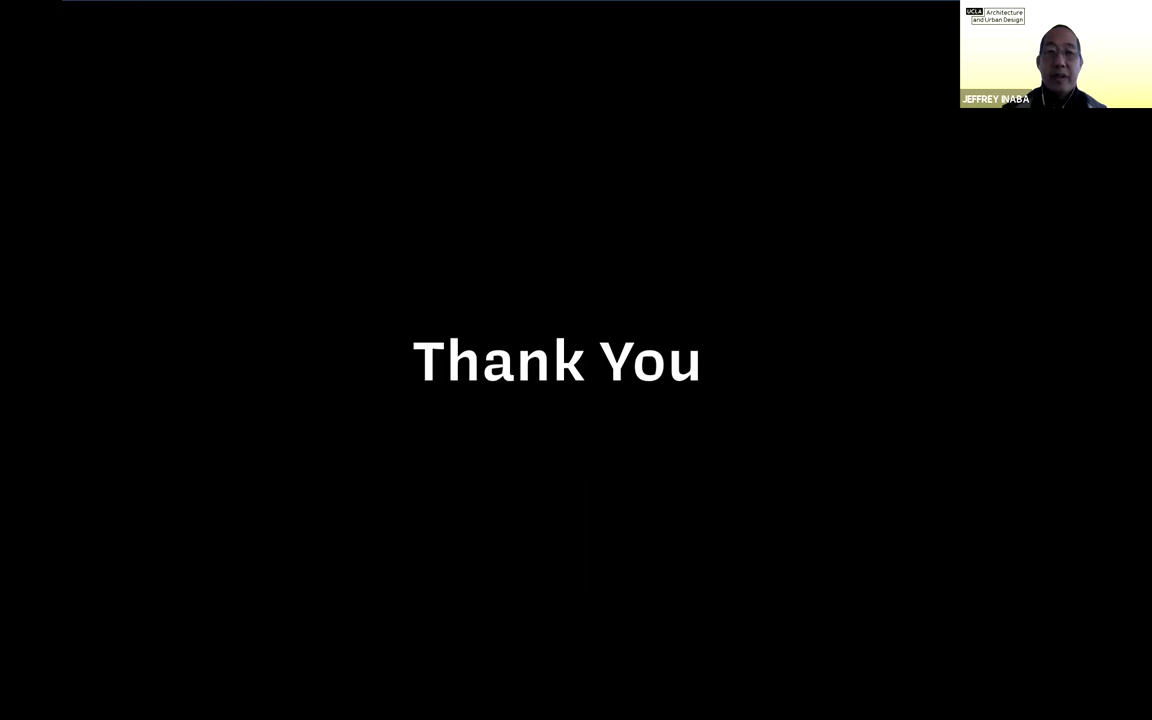 UCLA Architecture
and Urban Design
JEFFREY INABA
Thank You